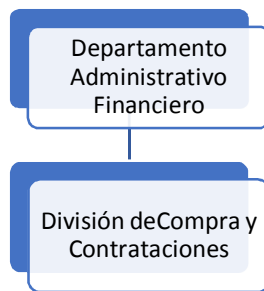 Departamento
Administrativo
Financiero
División deCompra y
Contrataciones